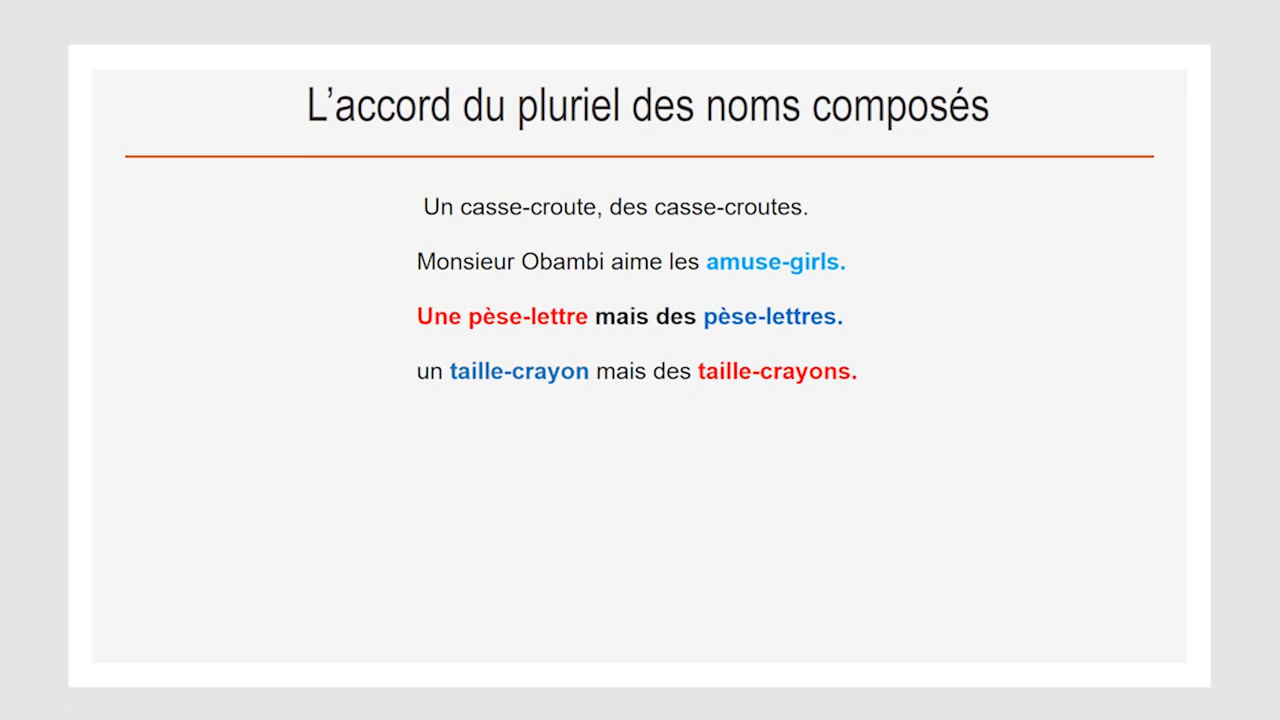 L’accord du pluriel des noms composés
Un casse-croute, des casse-croutes.
Monsieur Obambi aime les amuse-girls.
Une pèse-lettre mais des pèse-lettres.
un taille-crayon mais des taille-crayons.